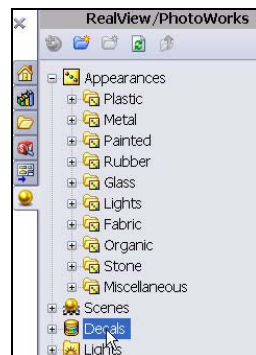 RealView/PhotoWorks
Appearances
Plastic
Metal
Painted
Rubber
Glass
Lights
Fabric
Organic
Stone
Miscellaneous
Scenes
Decals
Lights